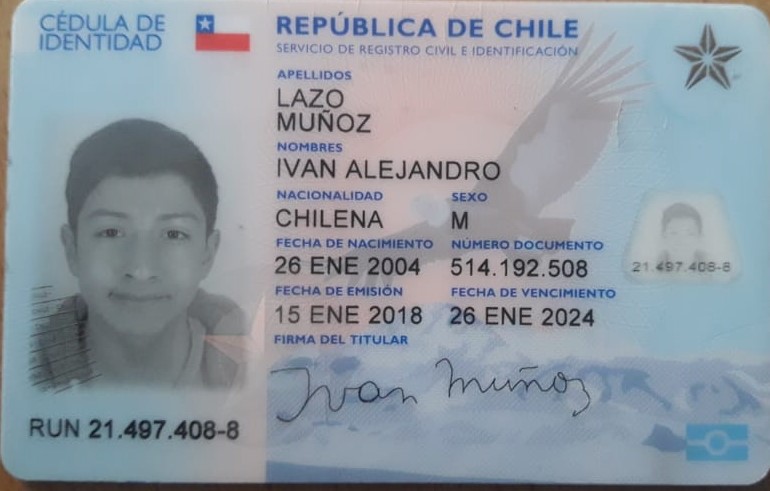 CÉDULA DE
IDENTIDAD
REPÚBLICA DE CHILE
SERVICIO DE REGISTRO CIVIL E IDENTIFICACIÓN
APELLIDOS
LAZO
MUÑOZ
NOMBRES
IVAN ALEJANDRO
NACIONALIDAD SEXO
CHILENA M
FECHA DE NACIMIENTO NÚMERO DOCUMENTO
26 ENE 2004 514.192.508
FECHA DE EMISIÓN FECHA DE VENCIMIENTO
15 ENE 2018 26 ENE 2024
FIRMA DEL TITULAR
Ivan Muñoz
RUN 21.497.408-8
21.497.408-8